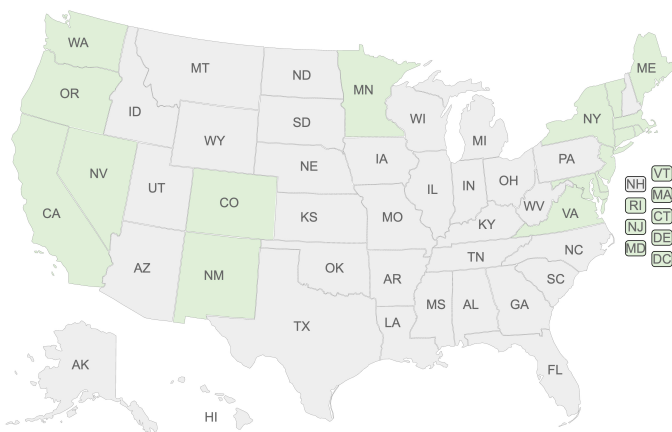 WA
ME
MT
ND
MN
OR
ID
SD
WI
NY
MI
WY
IA
PA
NE
NV
UT
CO
IL
IN
OH
NH
VT
MA
RI
CT
NJ
DE
MD
DC
CA
KS
MO
WV
VA
KY
AZ
NM
OK
AR
TN
NC
SC
TX
LA
MS
AL
GA
AK
FL
HI